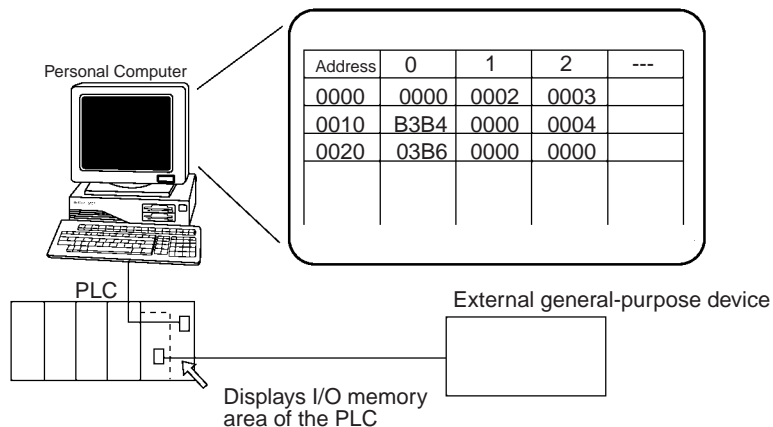 Personal Computer
Address 0 1 2 ---
0000 0000 0002 0003
0010 B3B4 0000 0004
0020 03B6 0000 0000
PLC
External general-purpose device
Displays I/O memory
area of the PLC